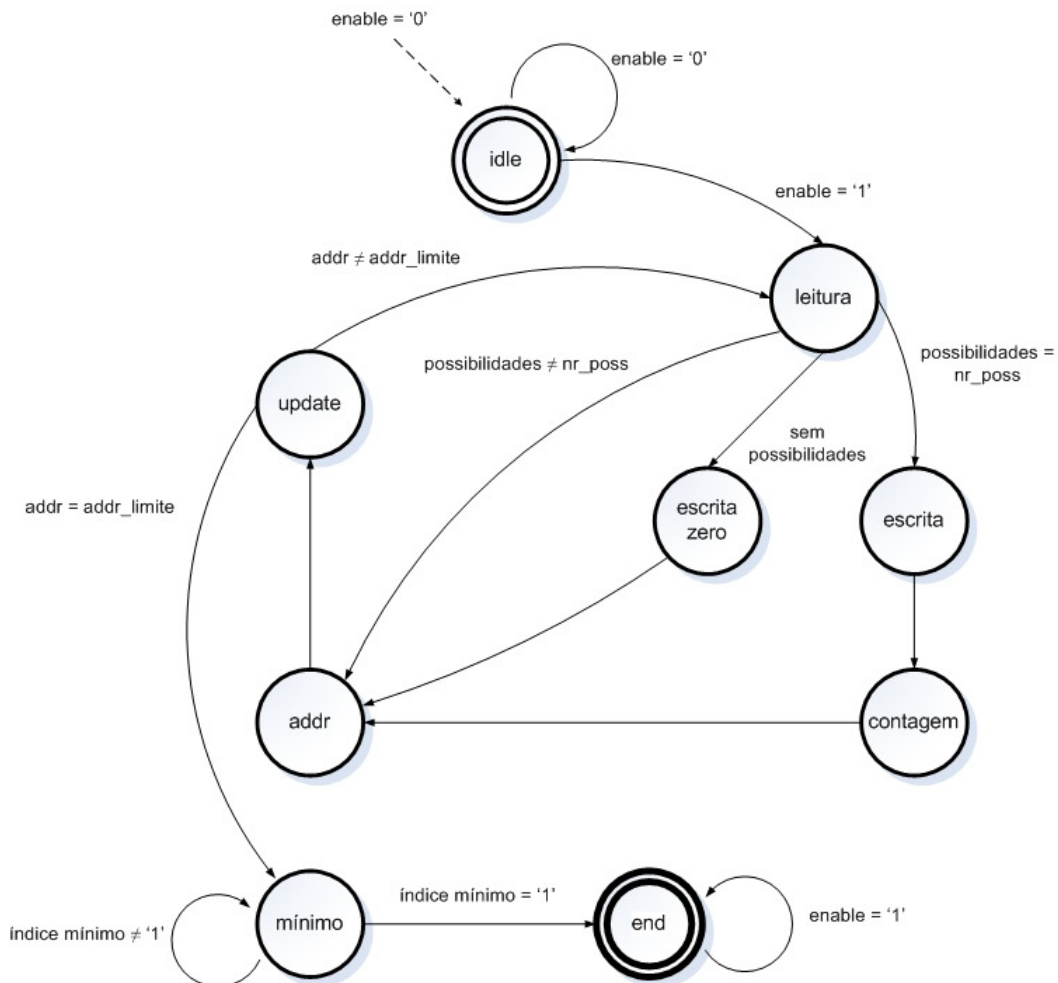 enable = ‘0’
enable = ‘0’
idle
enable = ‘1’
addr ≠ addr_limite
leitura
possibilidades =
nr_poss
possibilidades ≠ nr_poss
update
sem
possibilidades
addr = addr_limite
escrita
zero
escrita
addr
contagem
índice mínimo = ‘1’
mínimo
end
índice mínimo ≠ ‘1’
enable = ‘1’